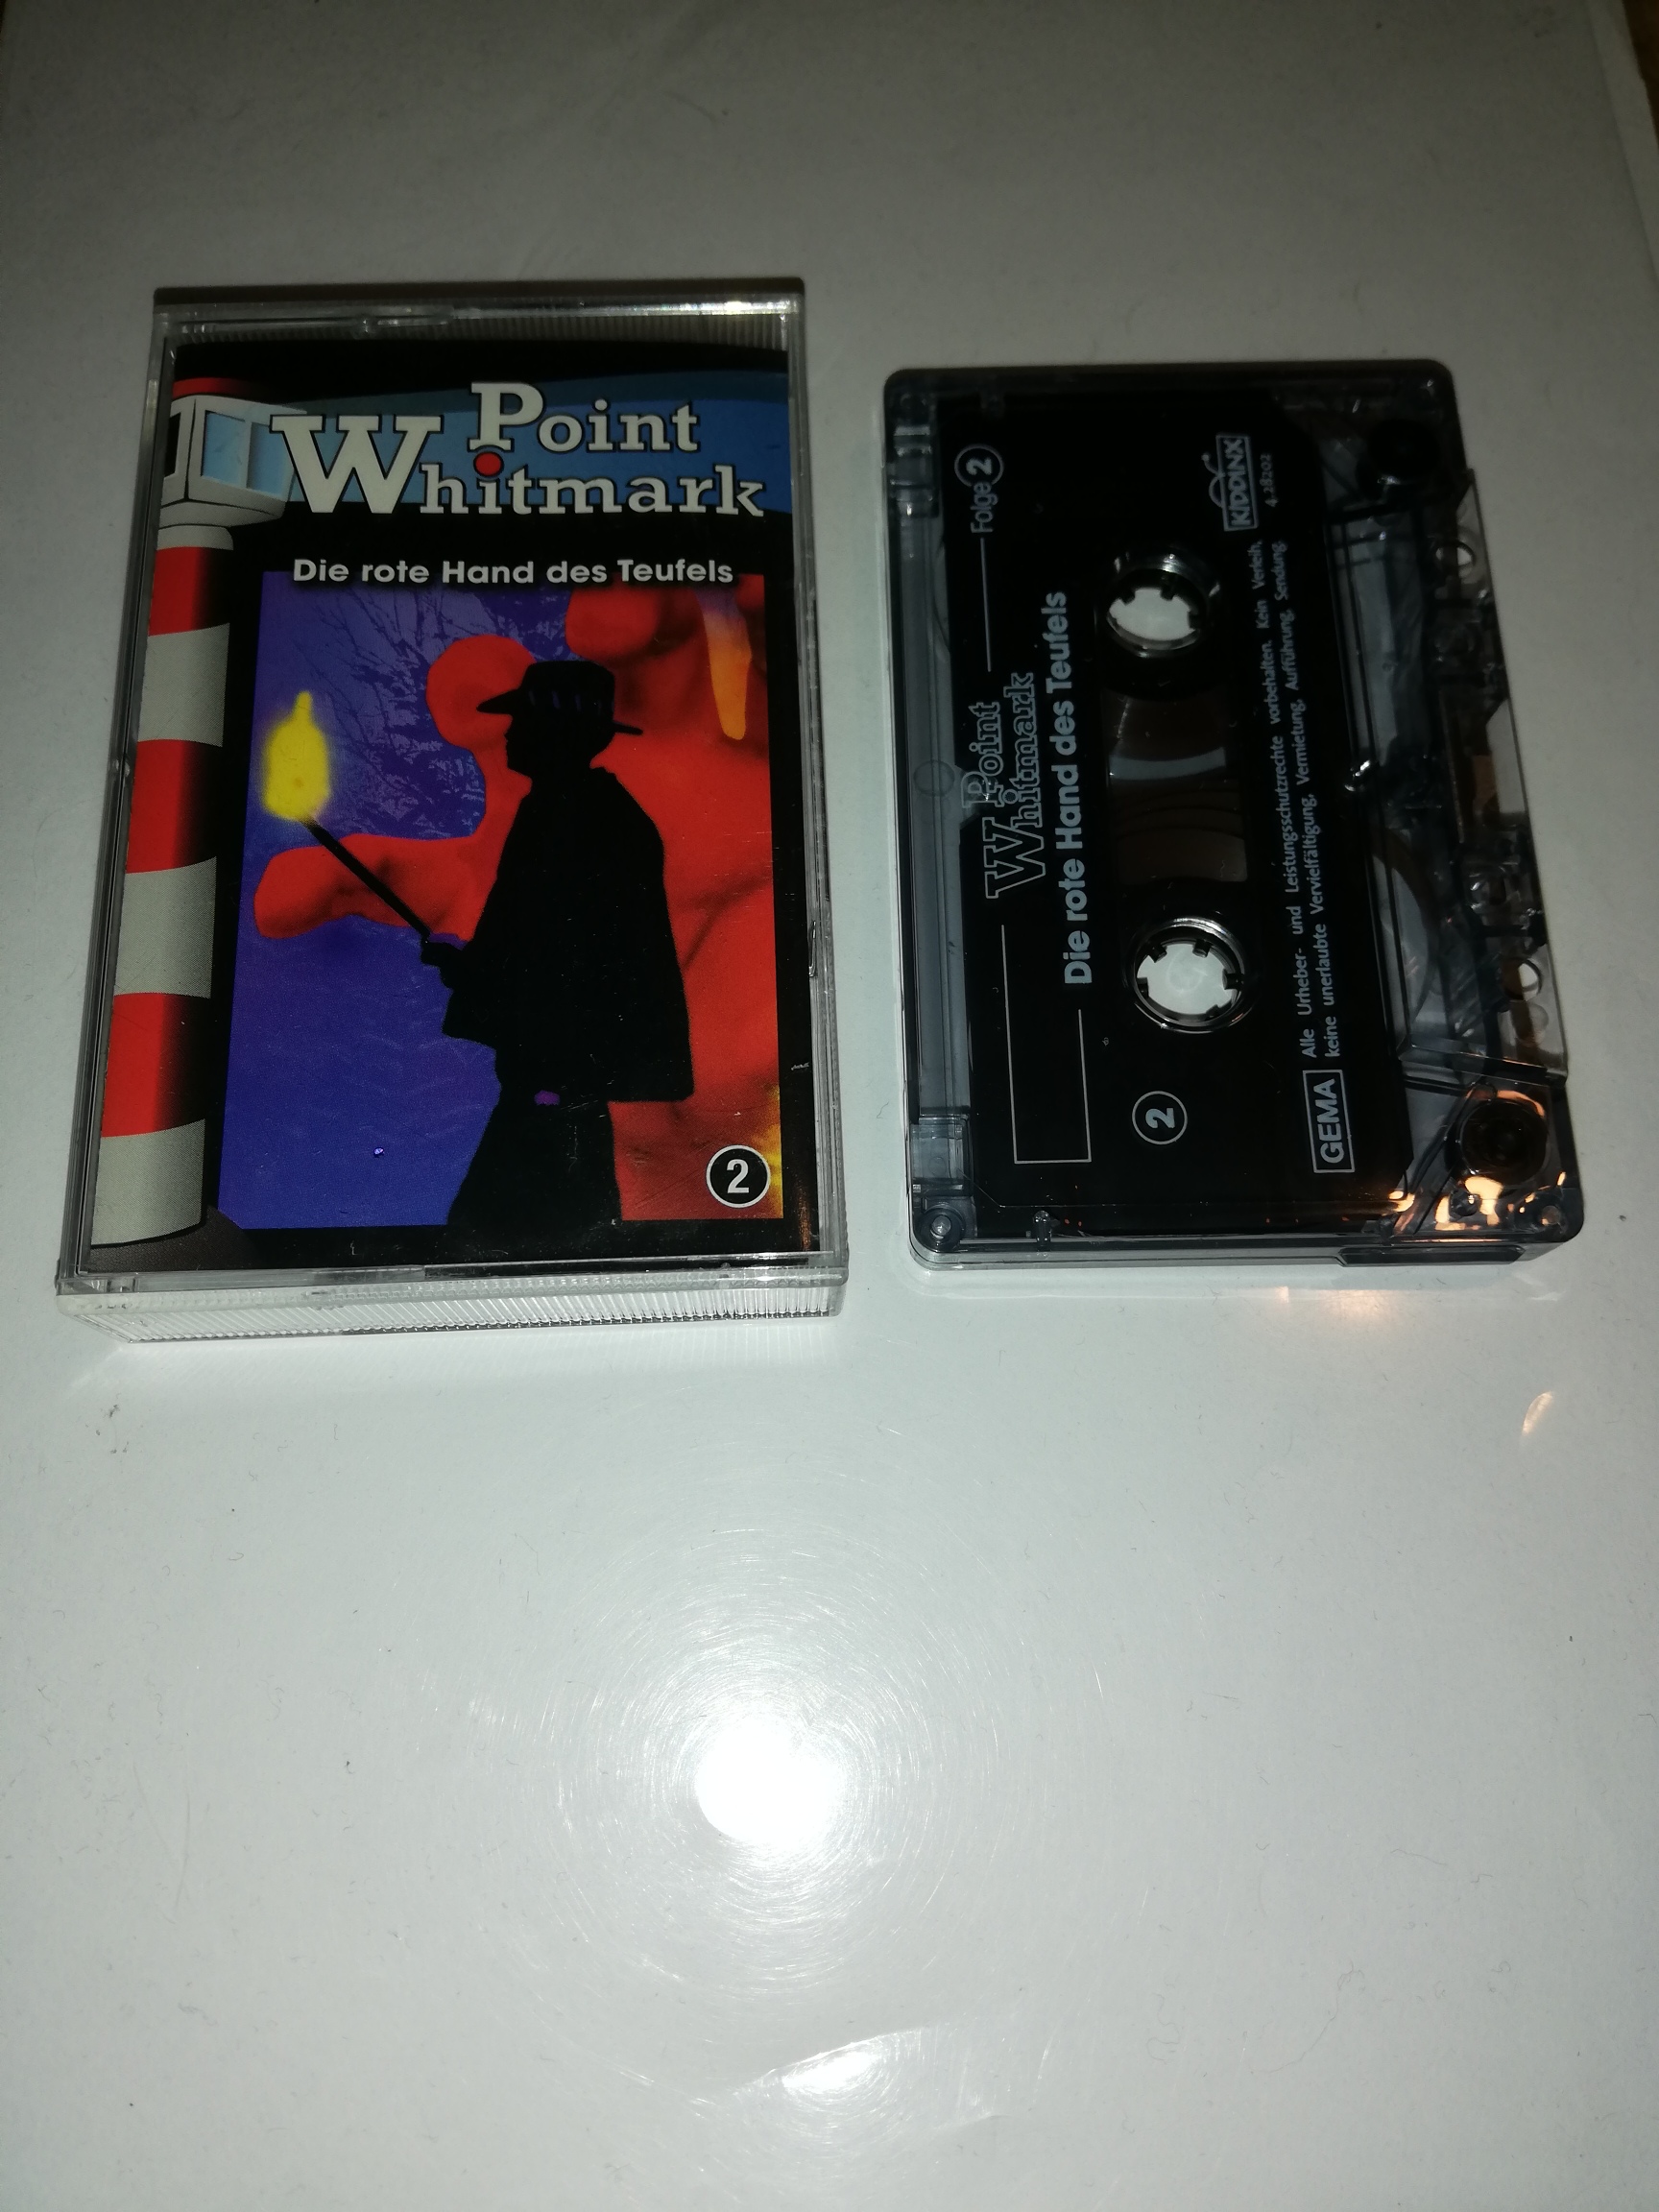 Point
Whitmark
Die rote Hand des Teufels
2
Folge 2
Point
Whitmark
Die rote Hand des Teufels
2
KIDDINX
4.28202
GEMA
Alle Urheber- und Leistungsschutzrechte vorbehalten. Kein Verleih,
keine unerlaubte Vervielfältigung, Vermietung, Aufführung, Sendung.